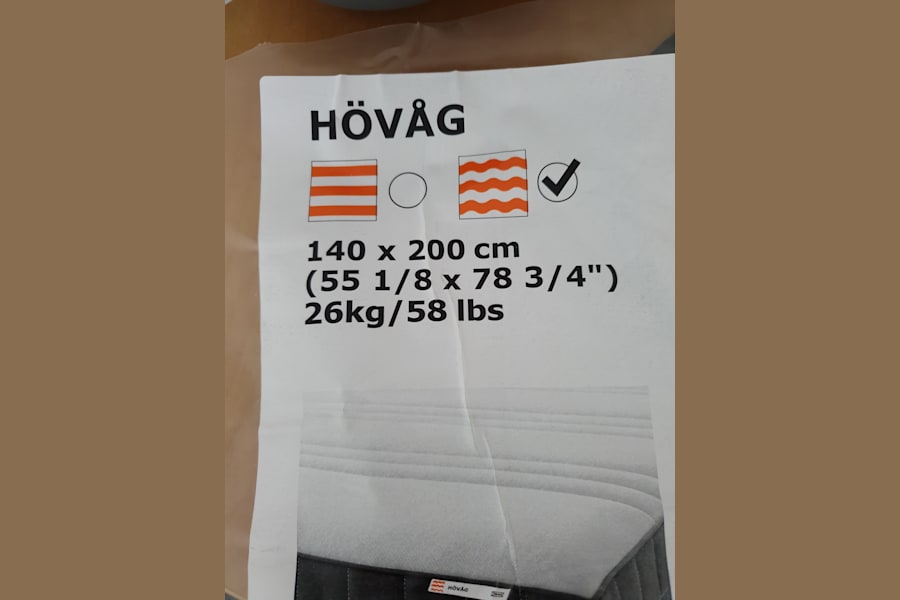 HÖVÅG
140 x 200 cm
(55 1/8 x 78 3/4")
26kg/58 lbs
HÖVÅG